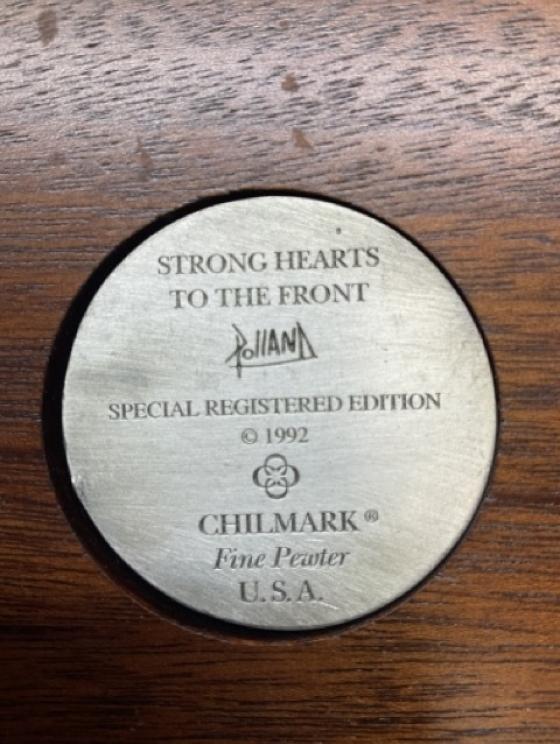 STRONG HEARTS
TO THE FRONT
POllAND
SPECIAL REGISTERED EDITION
© 1992
CHILMARK ®
Fine Pewter
U.S.A.